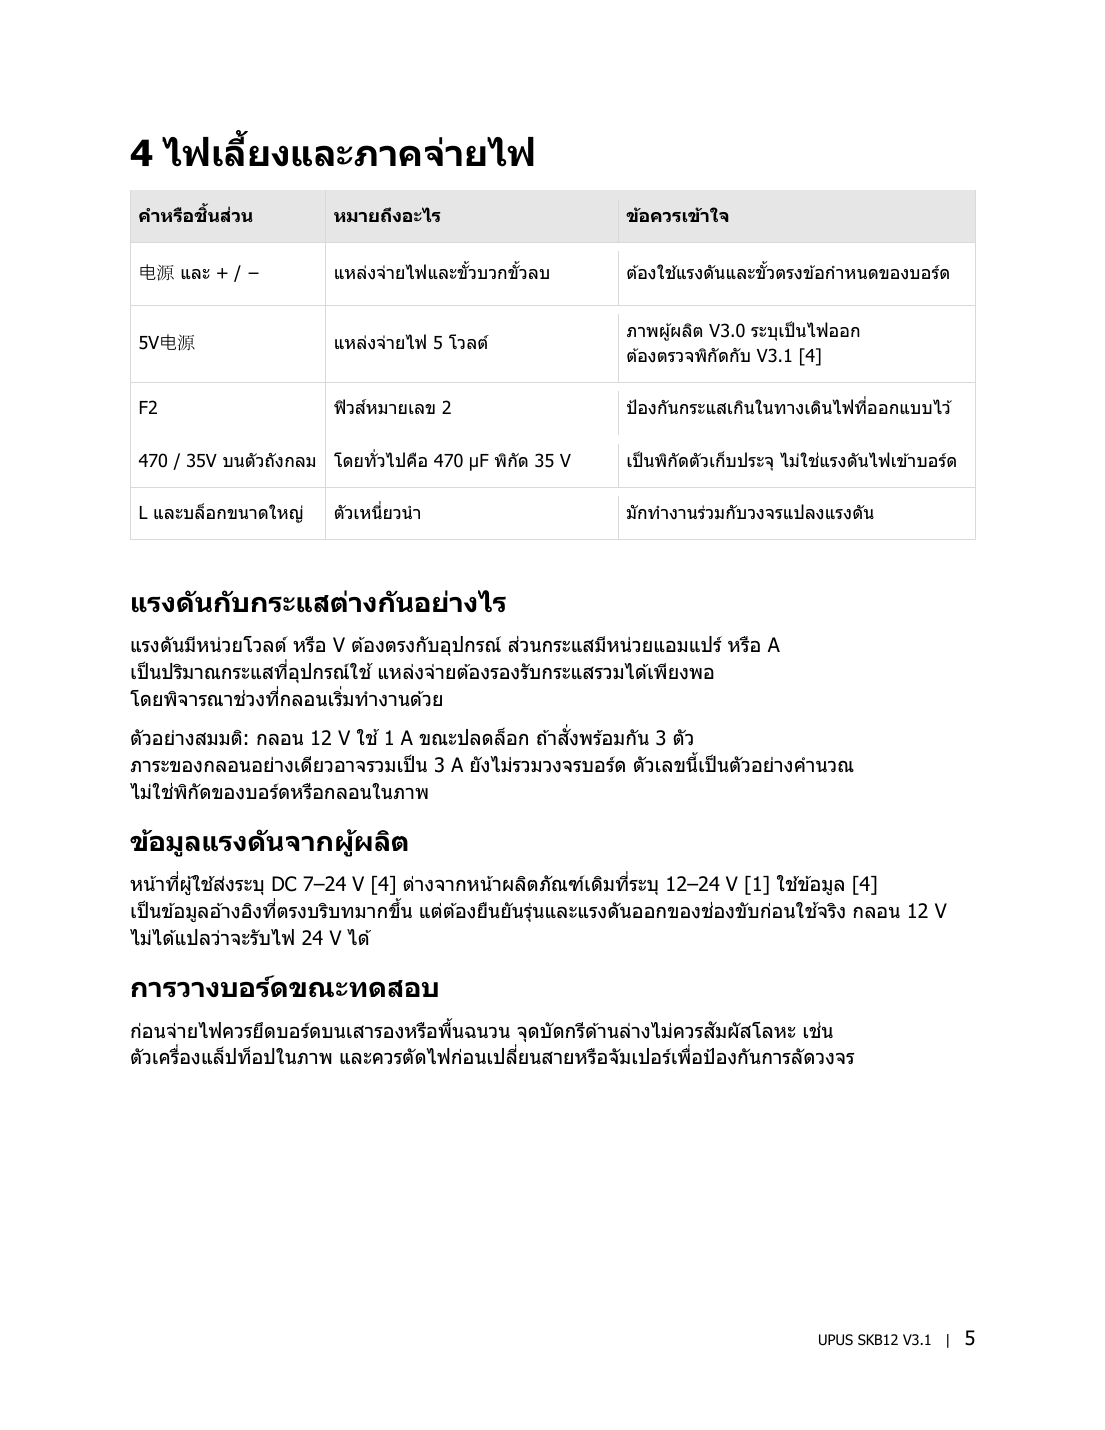 4 ไฟเลี้ยงและภาคจ่ายไฟ
คำหรือชิ้นส่วน หมายถึงอะไร ข้อควรเข้าใจ
电源 และ + / − แหล่งจ่ายไฟและขั้วบวกขั้วลบ ต้องใช้แรงดันและขั้วตรงข้อกำหนดของบอร์ด
5V电源 แหล่งจ่ายไฟ 5 โวลต์ ภาพผู้ผลิต V3.0 ระบุเป็นไฟออก
ต้องตรวจพิกัดกับ V3.1 [4]
F2 ฟิวส์หมายเลข 2 ป้องกันกระแสเกินในทางเดินไฟที่ออกแบบไว้
470 / 35V บนตัวถังกลม โดยทั่วไปคือ 470 µF พิกัด 35 V เป็นพิกัดตัวเก็บประจุ ไม่ใช่แรงดันไฟเข้าบอร์ด
L และบล็อกขนาดใหญ่ ตัวเหนี่ยวนำ มักทำงานร่วมกับวงจรแปลงแรงดัน
แรงดันกับกระแสต่างกันอย่างไร
แรงดันมีหน่วยโวลต์ หรือ V ต้องตรงกับอุปกรณ์ ส่วนกระแสมีหน่วยแอมแปร์ หรือ A
เป็นปริมาณกระแสที่อุปกรณ์ใช้ แหล่งจ่ายต้องรองรับกระแสรวมได้เพียงพอ
โดยพิจารณาช่วงที่กลอนเริ่มทำงานด้วย
ตัวอย่างสมมติ: กลอน 12 V ใช้ 1 A ขณะปลดล็อก ถ้าสั่งพร้อมกัน 3 ตัว
ภาระของกลอนอย่างเดียวอาจรวมเป็น 3 A ยังไม่รวมวงจรบอร์ด ตัวเลขนี้เป็นตัวอย่างคำนวณ
ไม่ใช่พิกัดของบอร์ดหรือกลอนในภาพ
ข้อมูลแรงดันจากผู้ผลิต
หน้าที่ผู้ใช้ส่งระบุ DC 7–24 V [4] ต่างจากหน้าผลิตภัณฑ์เดิมที่ระบุ 12–24 V [1] ใช้ข้อมูล [4]
เป็นข้อมูลอ้างอิงที่ตรงบริบทมากขึ้น แต่ต้องยืนยันรุ่นและแรงดันออกของช่องขับก่อนใช้จริง กลอน 12 V
ไม่ได้แปลว่าจะรับไฟ 24 V ได้
การวางบอร์ดขณะทดสอบ
ก่อนจ่ายไฟควรยึดบอร์ดบนเสารองหรือพื้นฉนวน จุดบัดกรีด้านล่างไม่ควรสัมผัสโลหะ เช่น
ตัวเครื่องแล็ปท็อปในภาพ และควรตัดไฟก่อนเปลี่ยนสายหรือจัมเปอร์เพื่อป้องกันการลัดวงจร
UPUS SKB12 V3.1 | 5